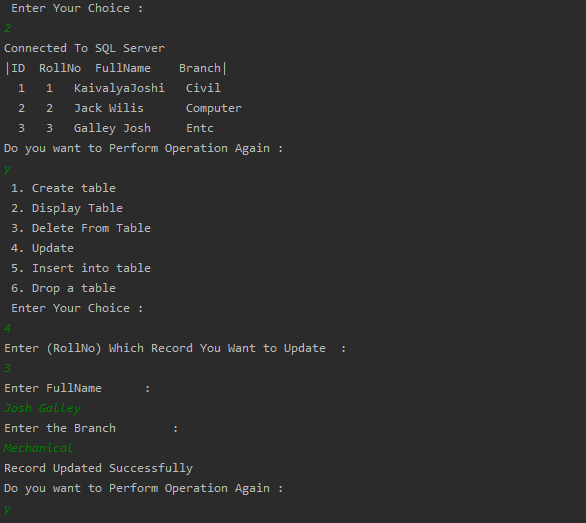 Enter Your Choice :
2
Connected To SQL Server
|ID  RollNo  FullName    Branch|
1   1   KaivalyaJoshi   Civil
2   2   Jack Wilis      Computer
3   3   Galley Josh     Entc
Do you want to Perform Operation Again :
y
1. Create table
2. Display Table
3. Delete From Table
4. Update
5. Insert into table
6. Drop a table
Enter Your Choice :
4
Enter (RollNo) Which Record You Want to Update  :
3
Enter FullName      :
Josh Galley
Enter the Branch        :
Mechanical
Record Updated Successfully
Do you want to Perform Operation Again :
y